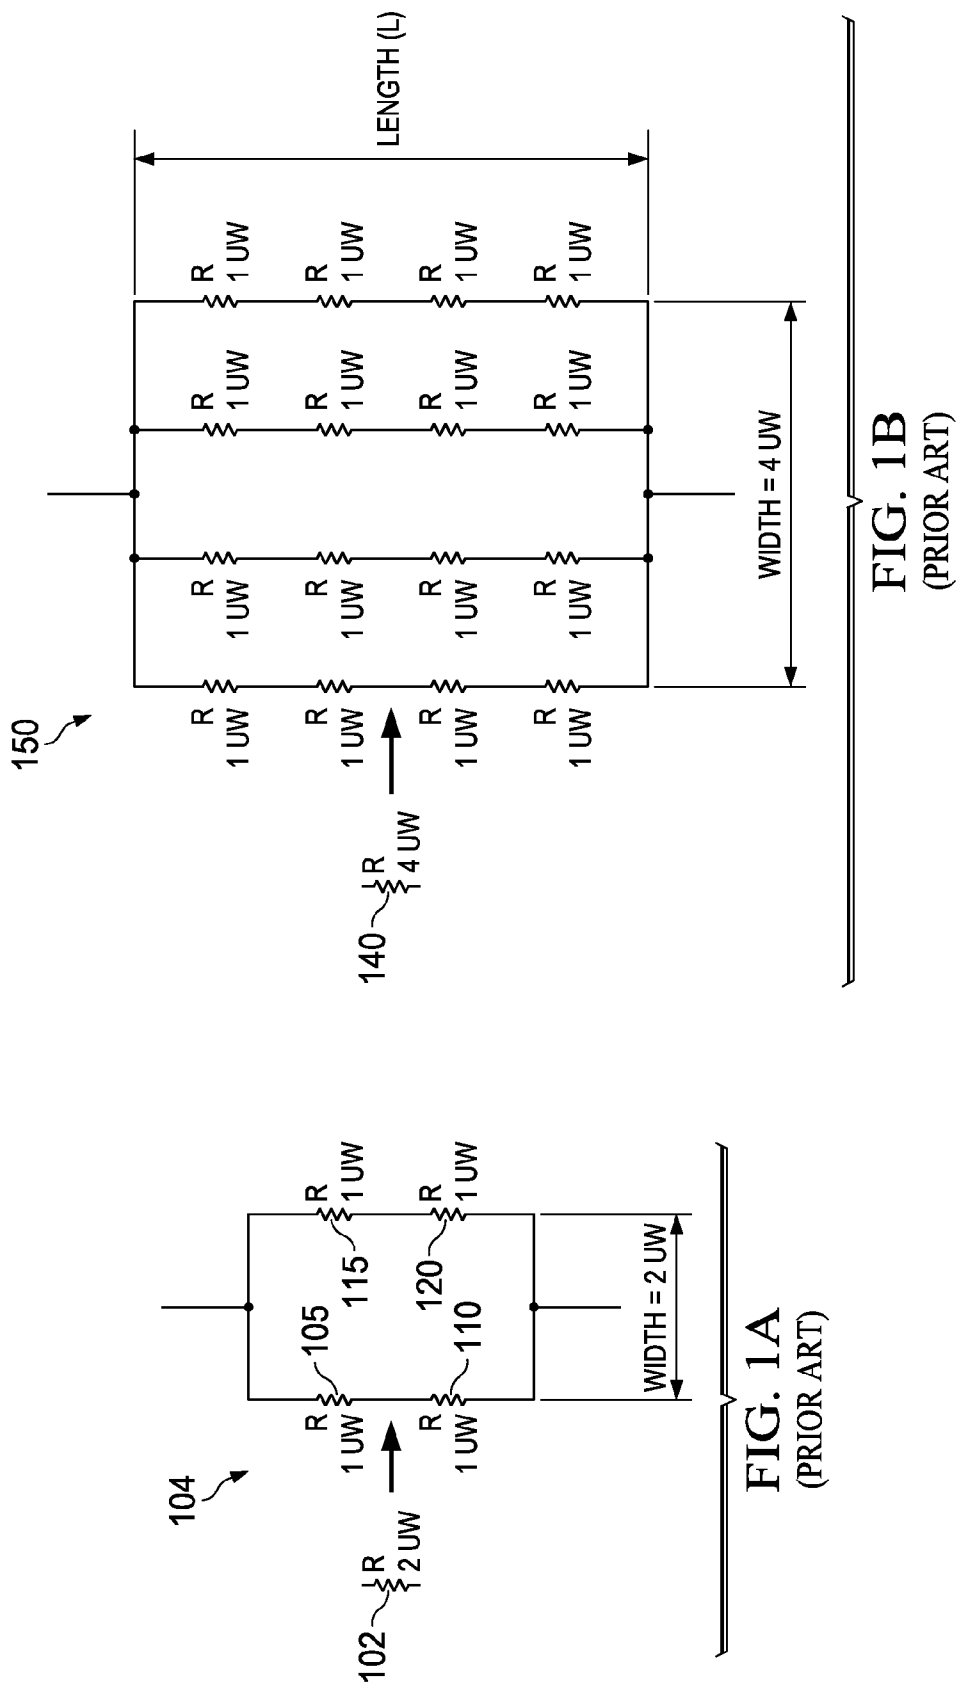 150
140
R
4 UW
R
1 UW
R
1 UW
R
1 UW
R
1 UW
R
1 UW
R
1 UW
R
1 UW
R
1 UW
R
1 UW
R
1 UW
R
1 UW
R
1 UW
R
1 UW
R
1 UW
R
1 UW
R
1 UW
LENGTH (L)
WIDTH = 4 UW
FIG. 1B
(PRIOR ART)
104
102
R
2 UW
R
1 UW
105
R
1 UW
110
115
R
1 UW
120
R
1 UW
WIDTH = 2 UW
FIG. 1A
(PRIOR ART)